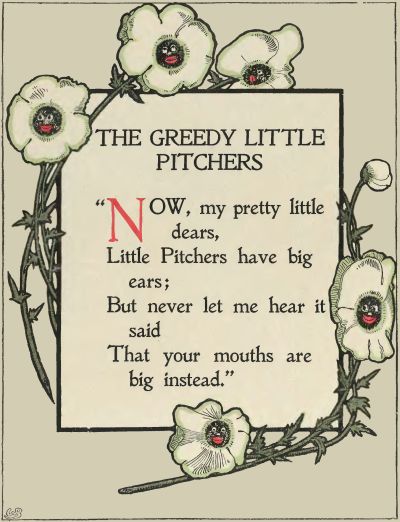 THE GREEDY LITTLE
PITCHERS
"NOW, my pretty little
dears,
Little Pitchers have big
ears;
But never let me hear it
said
That your mouths are
big instead."